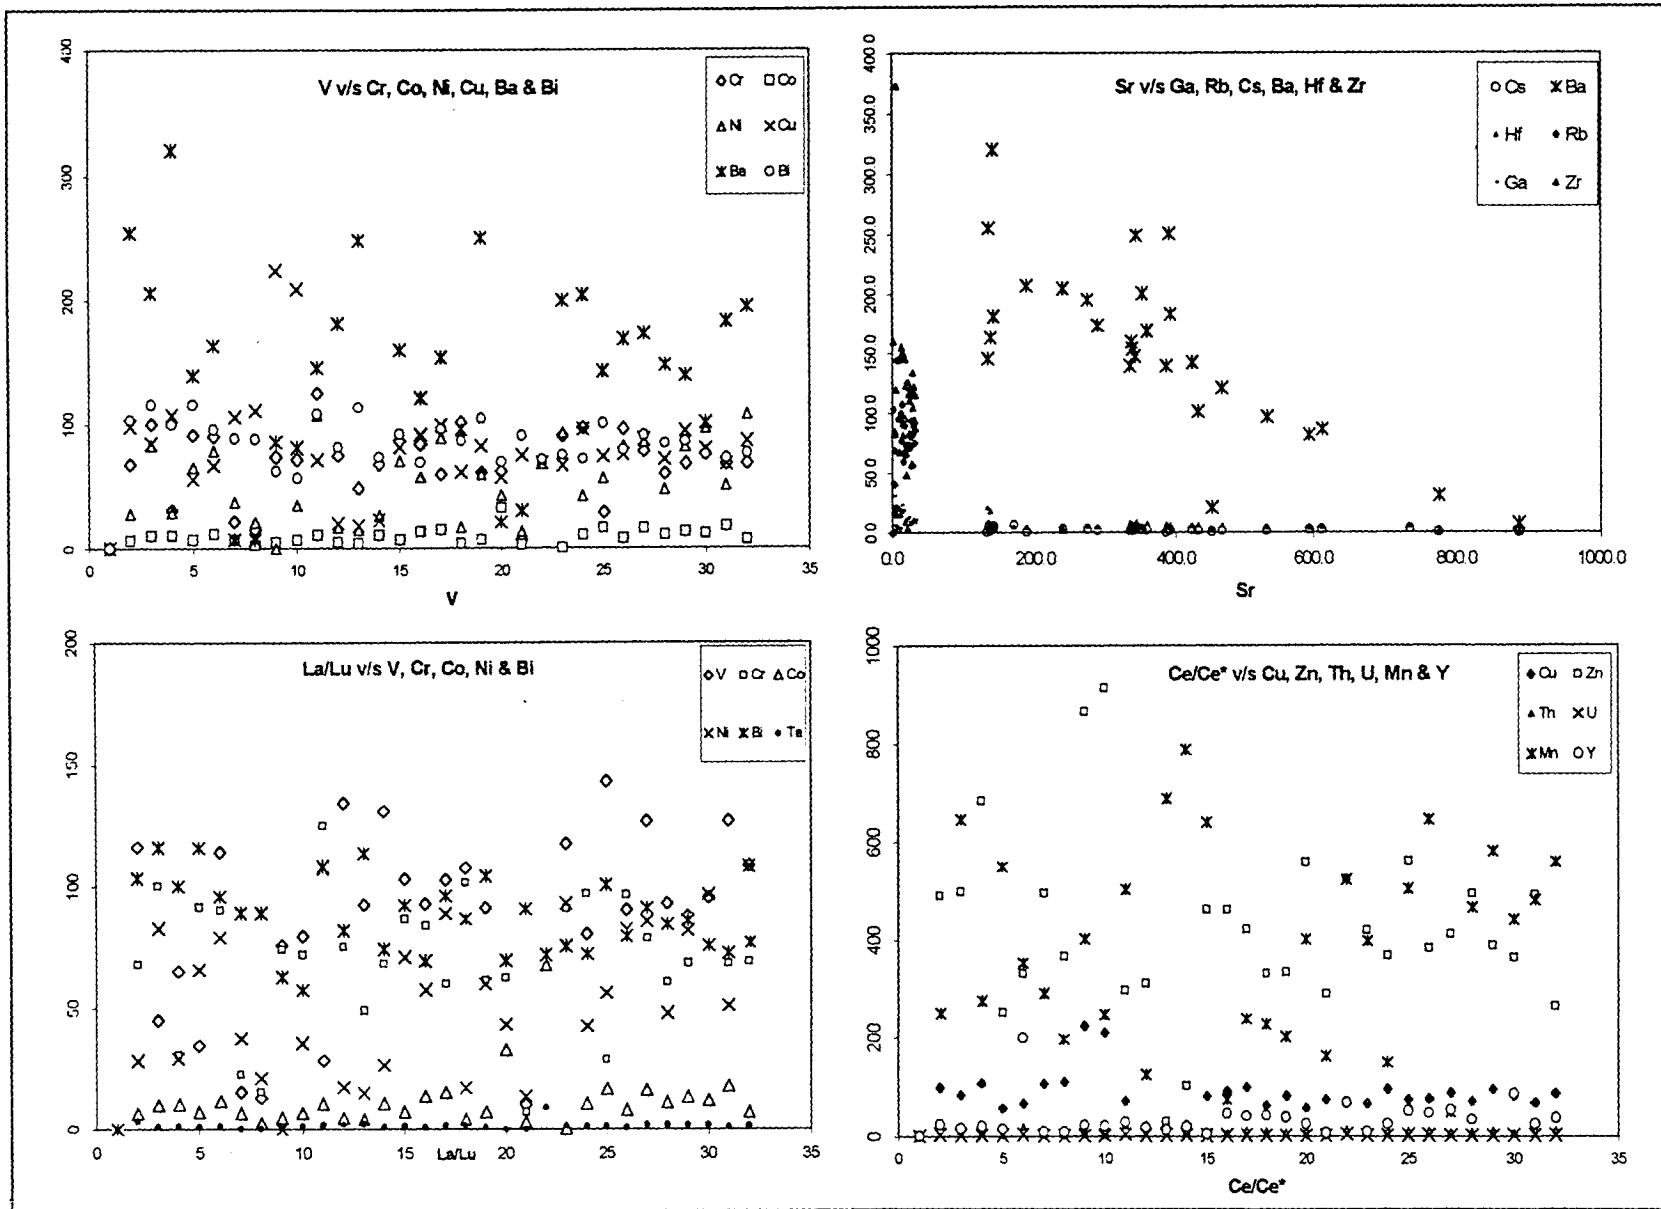 V v/s Cr, Co, Ni, Cu, Ba & Bi
Cr Co
Ni Cu
Ba Bi
400
300
200
100
0
0 5 10 15 20 25 30 35
V
Sr v/s Ga, Rb, Cs, Ba, Hf & Zr
Cs Ba
Hf Rb
Ga Zr
400.0
350.0
300.0
250.0
200.0
150.0
100.0
50.0
0.0
0.0 200.0 400.0 600.0 800.0 1000.0
Sr
La/Lu v/s V, Cr, Co, Ni & Bi
V Cr Co
Ni Bi Ta
200
150
100
50
0
0 5 10 15 20 25 30 35
La/Lu
Ce/Ce* v/s Cu, Zn, Th, U, Mn & Y
Cu Zn
Th U
Mn Y
1000
800
600
400
200
0
0 5 10 15 20 25 30 35
Ce/Ce*